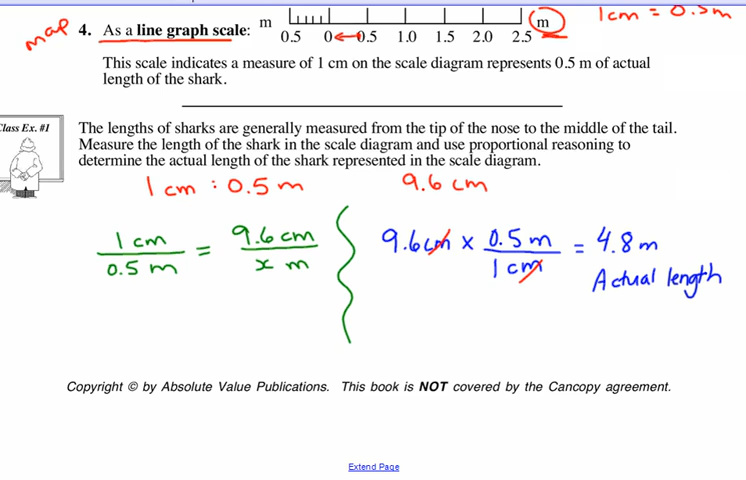 1 cm = 0.5 m
map 4. As a line graph scale: m m
0.5 0 0.5 1.0 1.5 2.0 2.5
This scale indicates a measure of 1 cm on the scale diagram represents 0.5 m of actual
length of the shark.
Class Ex. #1
The lengths of sharks are generally measured from the tip of the nose to the middle of the tail.
Measure the length of the shark in the scale diagram and use proportional reasoning to
determine the actual length of the shark represented in the scale diagram.
1 cm : 0.5 m 9.6 cm
1 cm / 0.5 m = 9.6 cm / x m
9.6 cm x 0.5 m / 1 cm = 4.8 m
Actual length
Copyright © by Absolute Value Publications. This book is NOT covered by the Cancopy agreement.
Extend Page